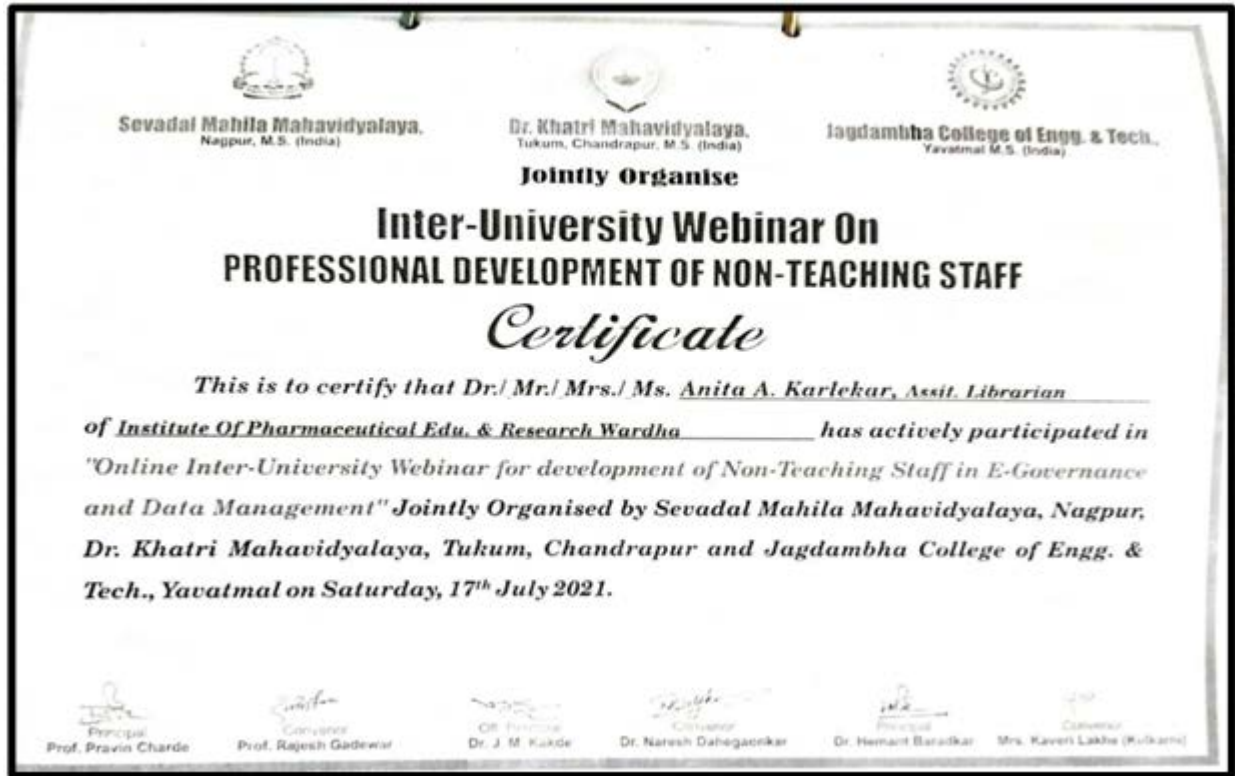 Sevadal Mahila Mahavidyalaya,
Nagpur, M.S. (India)
Dr. Khatri Mahavidyalaya,
Tukum, Chandrapur, M.S. (India)
Jagdambha College of Engg. & Tech.,
Yavatmal M.S. (India)
Jointly Organise
Inter-University Webinar On
PROFESSIONAL DEVELOPMENT OF NON-TEACHING STAFF
Certificate
This is to certify that Dr./ Mr./ Mrs./ Ms. Anita A. Karlekar, Assit. Librarian
of Institute Of Pharmaceutical Edu. & Research Wardha has actively participated in
"Online Inter-University Webinar for development of Non-Teaching Staff in E-Governance
and Data Management" Jointly Organised by Sevadal Mahila Mahavidyalaya, Nagpur,
Dr. Khatri Mahavidyalaya, Tukum, Chandrapur and Jagdambha College of Engg. &
Tech., Yavatmal on Saturday, 17th July 2021.
Principal
Prof. Pravin Charde
Convenor
Prof. Rajesh Gadewar
Dr. J. M. Kakde
Convenor
Dr. Naresh Dahegaonkar
Principal
Dr. Hemant Baradkar
Convenor
Mrs. Kaveri Lakhe (Kulkarni)